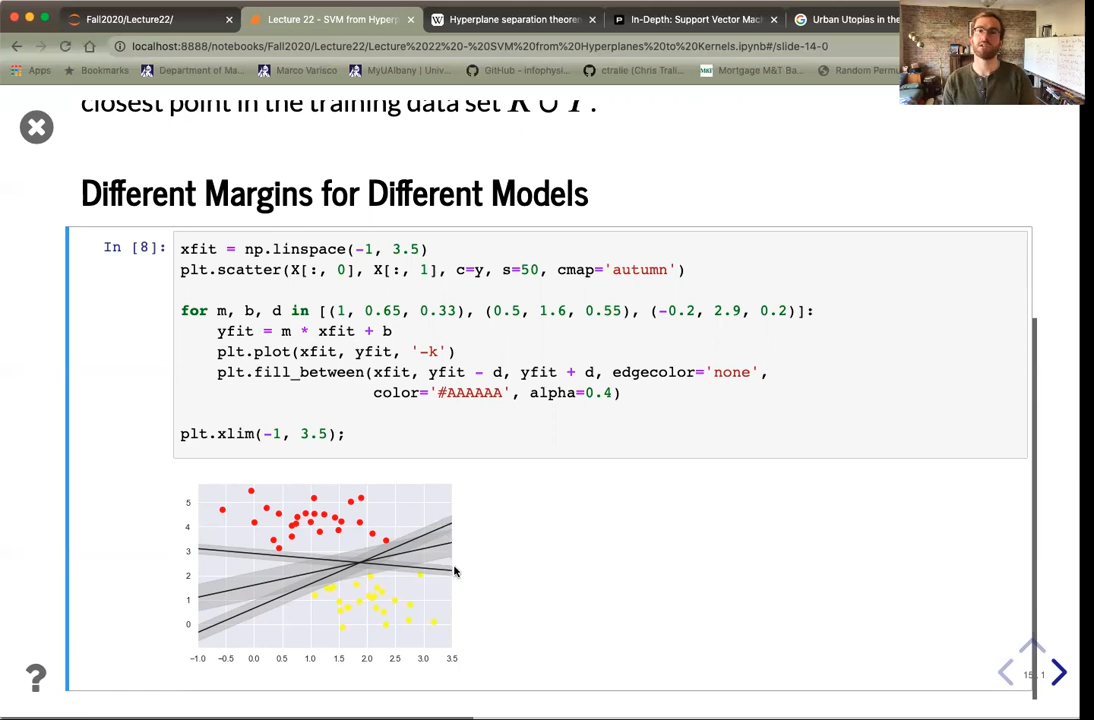 Fall2020/Lecture22/
Lecture 22 - SVM from Hyperp
Hyperplane separation theorem
In-Depth: Support Vector Mach
Urban Utopias in the
localhost:8888/notebooks/Fall2020/Lecture22/Lecture%2022%20-%20SVM%20from%20Hyperplanes%20to%20Kernels.ipynb#/slide-14-0
Apps
Bookmarks
Department of Ma...
Marco Varisco
MyUAlbany | Univ...
GitHub - infophysi...
ctralie (Chris Trali...
M&T
Mortgage M&T Ba...
Random Permu
closest point in the training data set R ∪ Y.
Different Margins for Different Models
In [8]:
xfit = np.linspace(-1, 3.5)
plt.scatter(X[:, 0], X[:, 1], c=y, s=50, cmap='autumn')
for m, b, d in [(1, 0.65, 0.33), (0.5, 1.6, 0.55), (-0.2, 2.9, 0.2)]:
yfit = m * xfit + b
plt.plot(xfit, yfit, '-k')
plt.fill_between(xfit, yfit - d, yfit + d, edgecolor='none',
color='#AAAAAA', alpha=0.4)
plt.xlim(-1, 3.5);
5
4
3
2
1
0
-1.0 -0.5 0.0 0.5 1.0 1.5 2.0 2.5 3.0 3.5
?